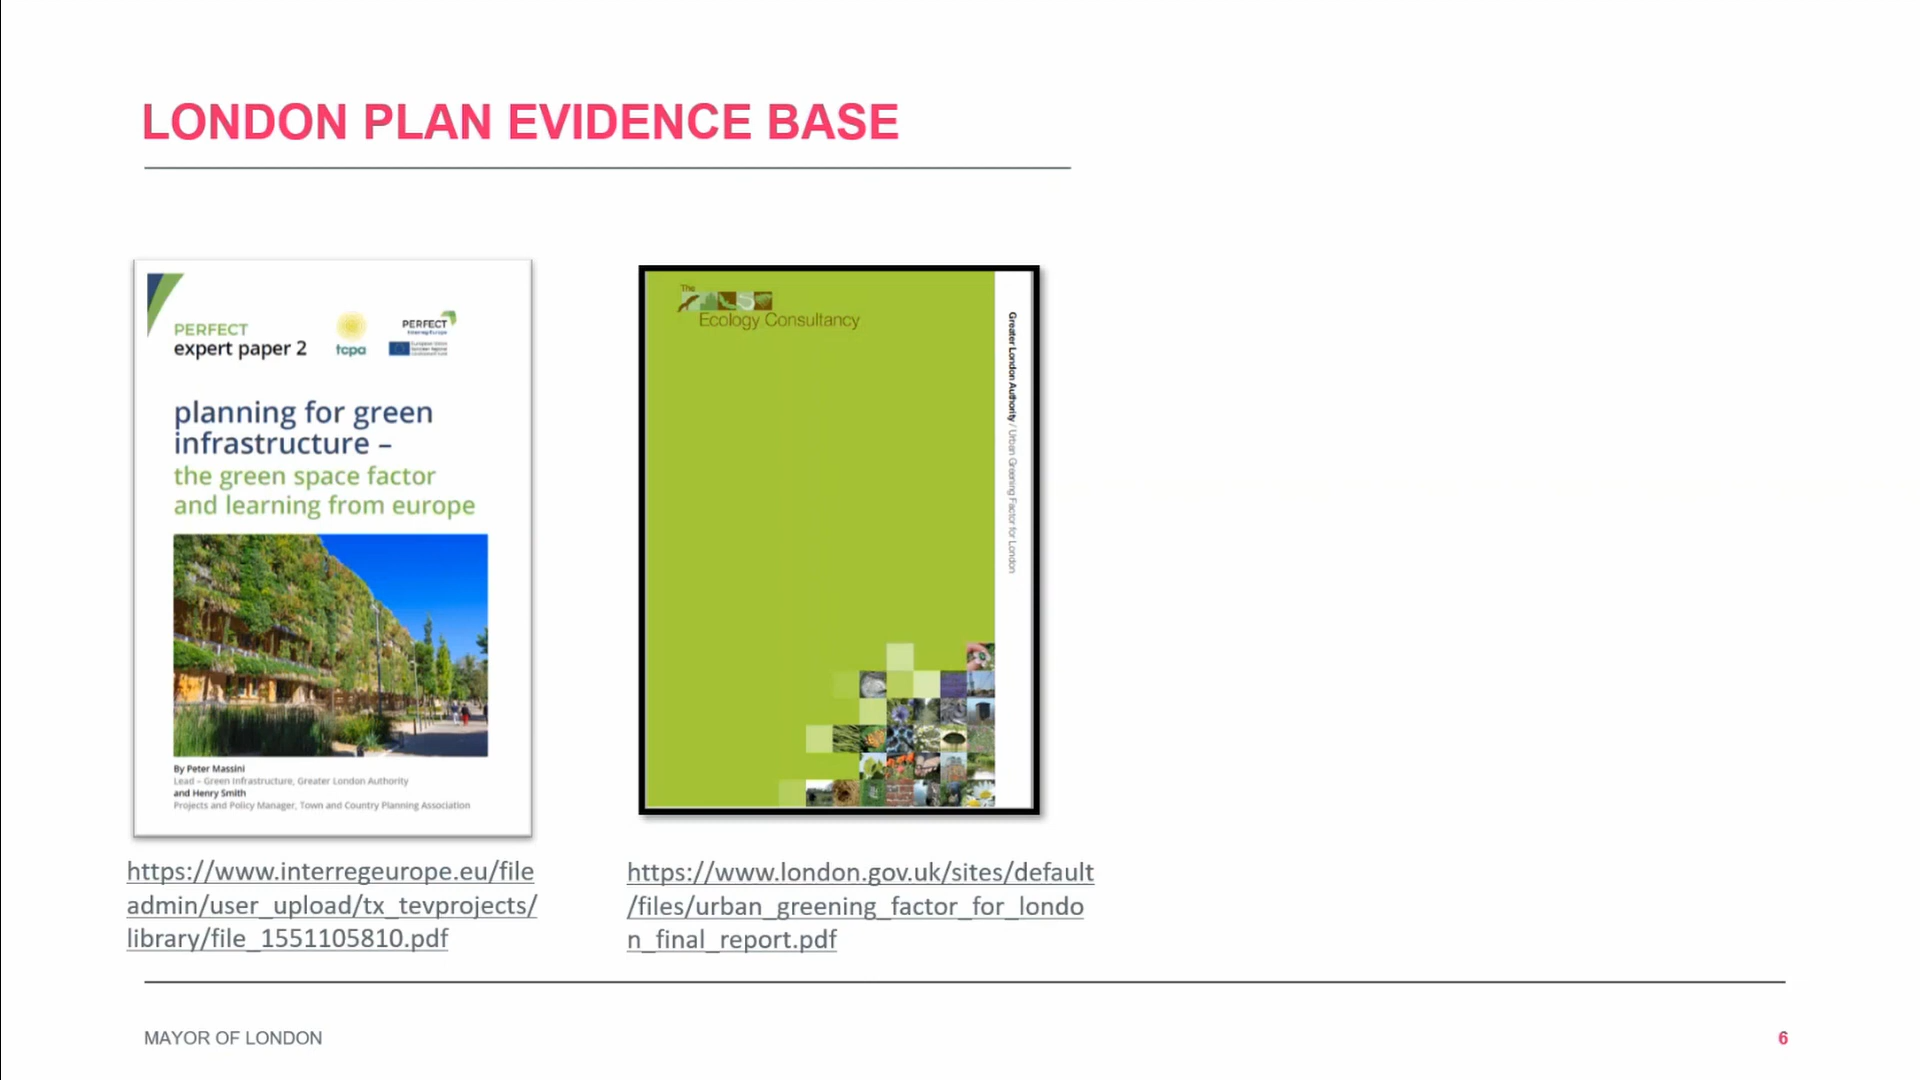 LONDON PLAN EVIDENCE BASE
PERFECT
expert paper 2
tcpa
PERFECT
Interreg Europe
planning for green
infrastructure –
the green space factor
and learning from europe
By Peter Massini
Lead – Green Infrastructure, Greater London Authority
and Henry Smith
Projects and Policy Manager, Town and Country Planning Association
https://www.interregeurope.eu/file
admin/user_upload/tx_tevprojects/
library/file_1551105810.pdf
The
Ecology Consultancy
Greater London Authority / Urban Greening Factor for London
https://www.london.gov.uk/sites/default
/files/urban_greening_factor_for_londo
n_final_report.pdf
MAYOR OF LONDON
6